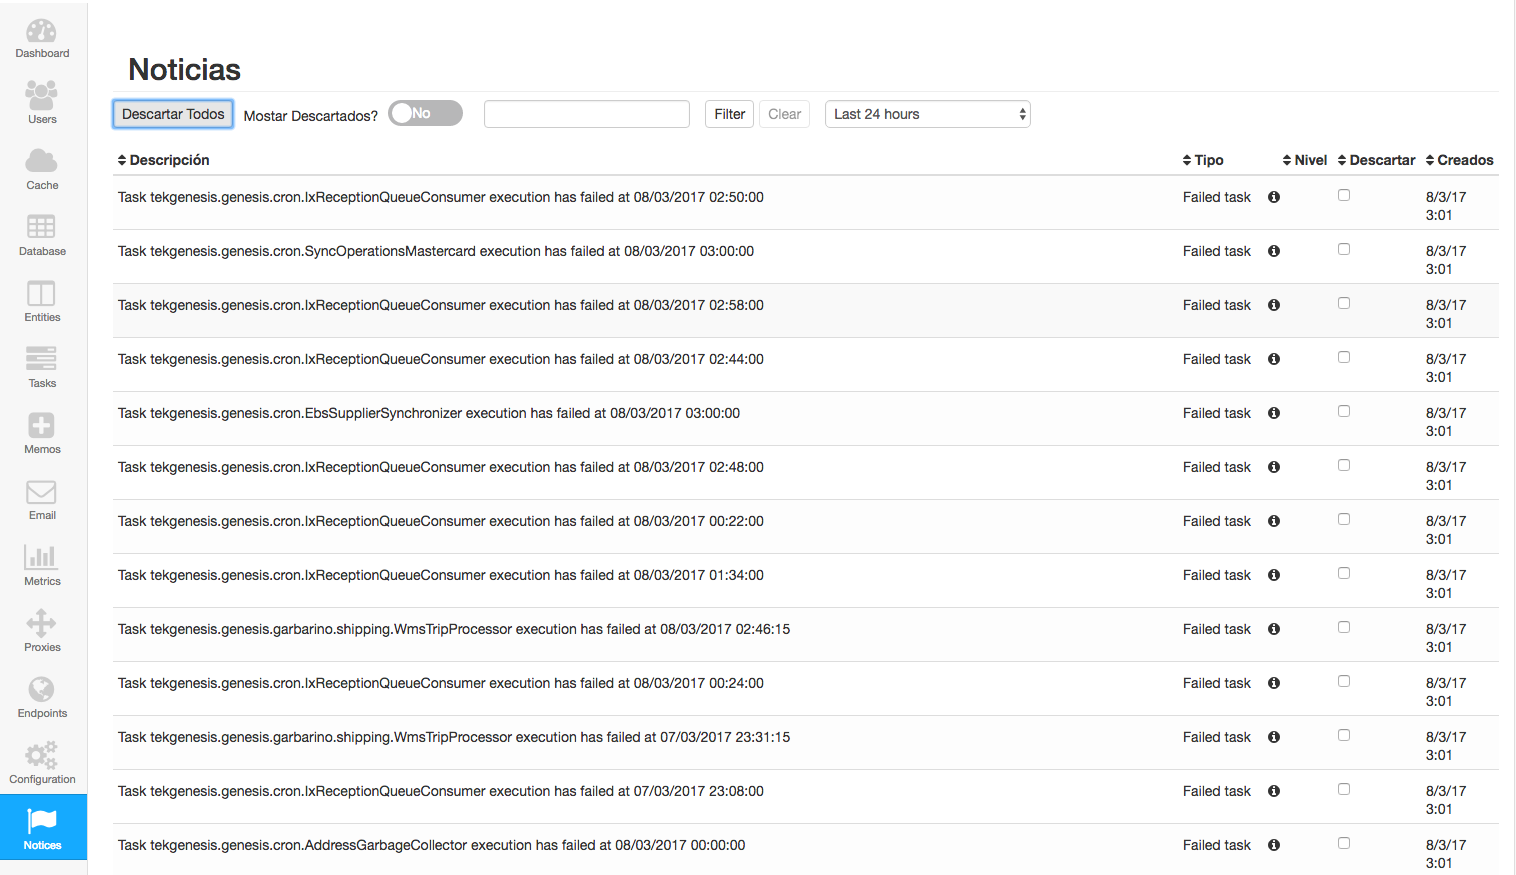 Dashboard
Users
Cache
Database
Entities
Tasks
Memos
Email
Metrics
Proxies
Endpoints
Configuration
Notices
Noticias
Descartar Todos Mostar Descartados? No Filter Clear Last 24 hours
Descripción Tipo Nivel Descartar Creados
Task tekgenesis.genesis.cron.IxReceptionQueueConsumer execution has failed at 08/03/2017 02:50:00 Failed task 8/3/17
3:01
Task tekgenesis.genesis.cron.SyncOperationsMastercard execution has failed at 08/03/2017 03:00:00 Failed task 8/3/17
3:01
Task tekgenesis.genesis.cron.IxReceptionQueueConsumer execution has failed at 08/03/2017 02:58:00 Failed task 8/3/17
3:01
Task tekgenesis.genesis.cron.IxReceptionQueueConsumer execution has failed at 08/03/2017 02:44:00 Failed task 8/3/17
3:01
Task tekgenesis.genesis.cron.EbsSupplierSynchronizer execution has failed at 08/03/2017 03:00:00 Failed task 8/3/17
3:01
Task tekgenesis.genesis.cron.IxReceptionQueueConsumer execution has failed at 08/03/2017 02:48:00 Failed task 8/3/17
3:01
Task tekgenesis.genesis.cron.IxReceptionQueueConsumer execution has failed at 08/03/2017 00:22:00 Failed task 8/3/17
3:01
Task tekgenesis.genesis.cron.IxReceptionQueueConsumer execution has failed at 08/03/2017 01:34:00 Failed task 8/3/17
3:01
Task tekgenesis.genesis.garbarino.shipping.WmsTripProcessor execution has failed at 08/03/2017 02:46:15 Failed task 8/3/17
3:01
Task tekgenesis.genesis.cron.IxReceptionQueueConsumer execution has failed at 08/03/2017 00:24:00 Failed task 8/3/17
3:01
Task tekgenesis.genesis.garbarino.shipping.WmsTripProcessor execution has failed at 07/03/2017 23:31:15 Failed task 8/3/17
3:01
Task tekgenesis.genesis.cron.IxReceptionQueueConsumer execution has failed at 07/03/2017 23:08:00 Failed task 8/3/17
3:01
Task tekgenesis.genesis.cron.AddressGarbageCollector execution has failed at 08/03/2017 00:00:00 Failed task 8/3/17
3:01